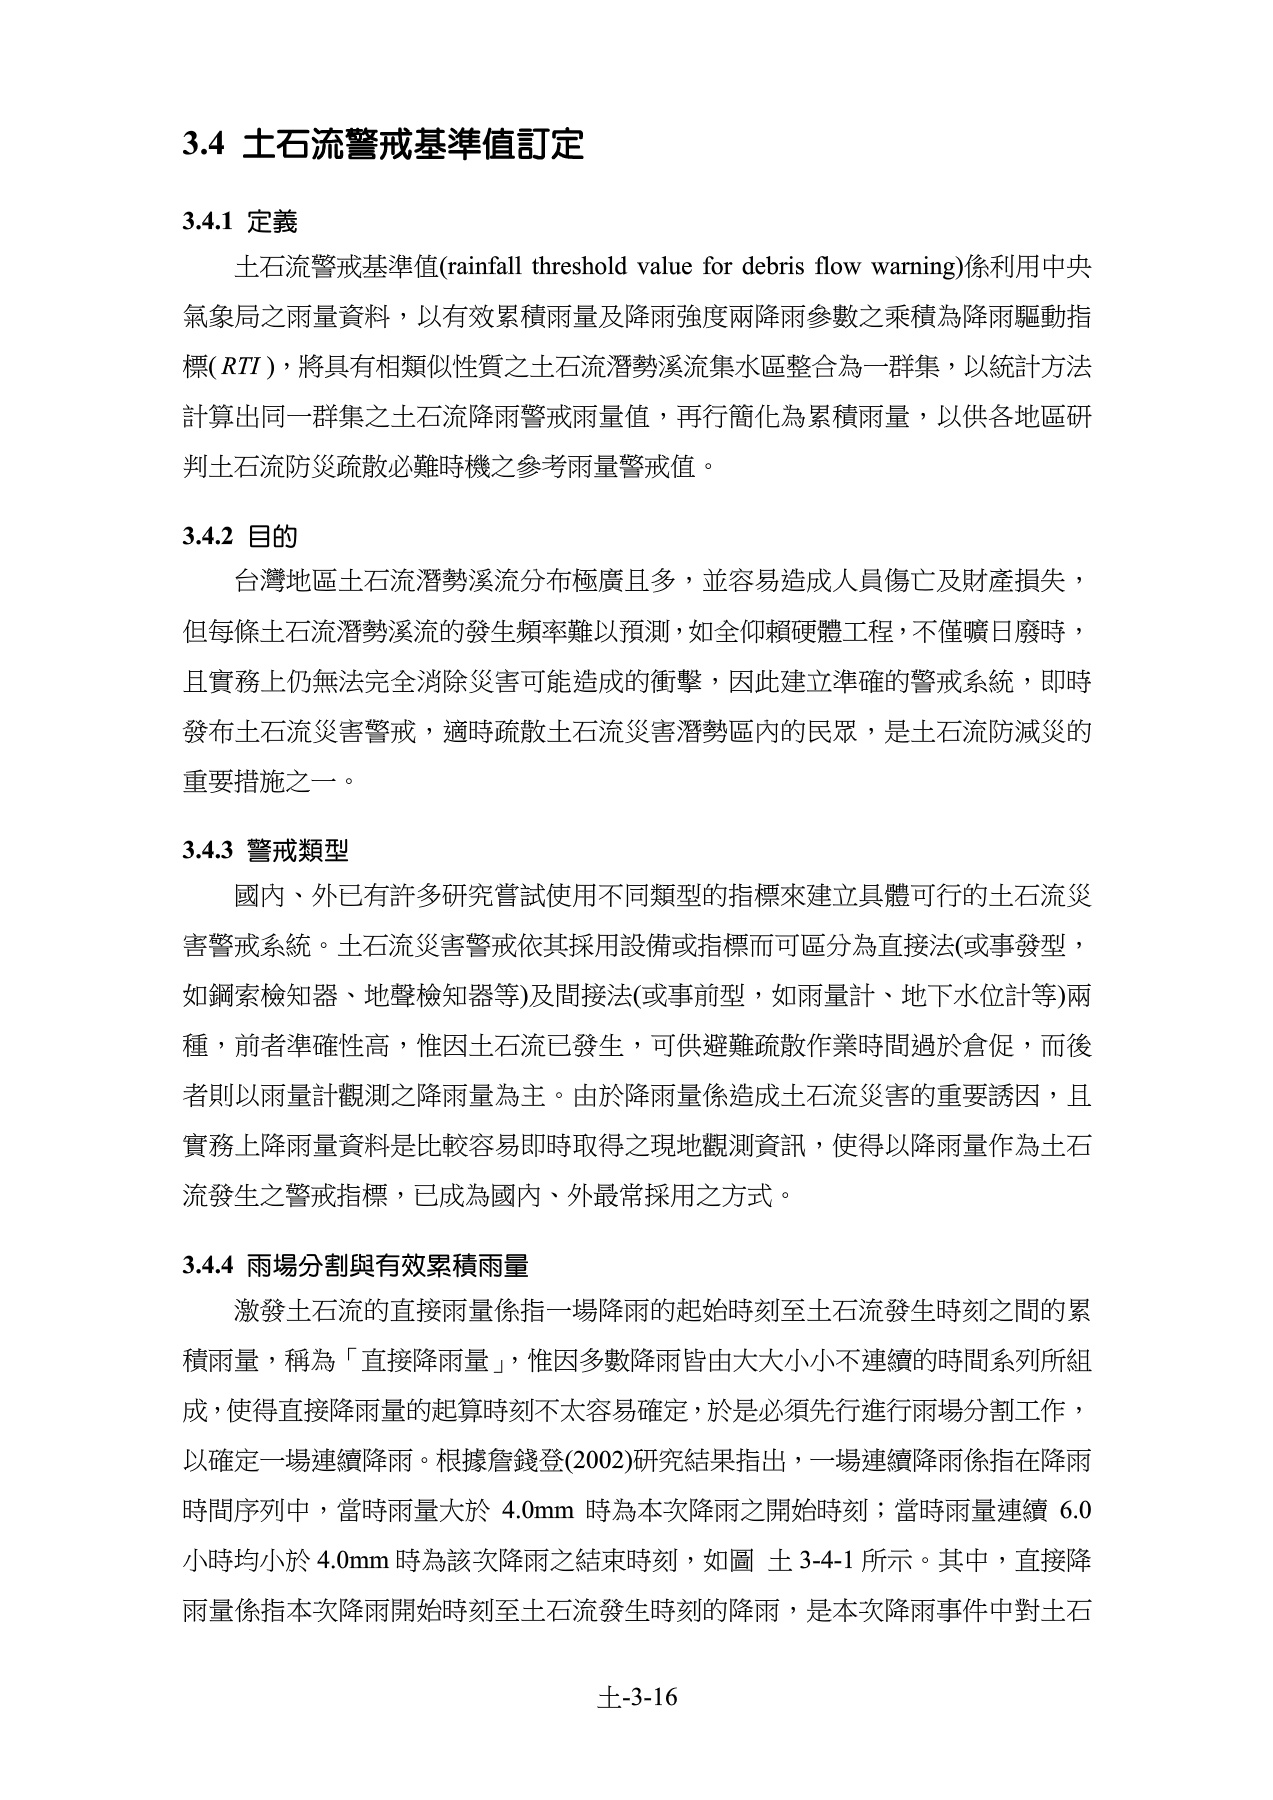 3.4 土石流警戒基準值訂定
3.4.1 定義
土石流警戒基準值(rainfall threshold value for debris flow warning)係利用中央
氣象局之雨量資料，以有效累積雨量及降雨強度兩降雨參數之乘積為降雨驅動指
標( RTI )，將具有相類似性質之土石流潛勢溪流集水區整合為一群集，以統計方法
計算出同一群集之土石流降雨警戒雨量值，再行簡化為累積雨量，以供各地區研
判土石流防災疏散必難時機之參考雨量警戒值。
3.4.2 目的
台灣地區土石流潛勢溪流分布極廣且多，並容易造成人員傷亡及財產損失，
但每條土石流潛勢溪流的發生頻率難以預測，如全仰賴硬體工程，不僅曠日廢時，
且實務上仍無法完全消除災害可能造成的衝擊，因此建立準確的警戒系統，即時
發布土石流災害警戒，適時疏散土石流災害潛勢區內的民眾，是土石流防減災的
重要措施之一。
3.4.3 警戒類型
國內、外已有許多研究嘗試使用不同類型的指標來建立具體可行的土石流災
害警戒系統。土石流災害警戒依其採用設備或指標而可區分為直接法(或事發型，
如鋼索檢知器、地聲檢知器等)及間接法(或事前型，如雨量計、地下水位計等)兩
種，前者準確性高，惟因土石流已發生，可供避難疏散作業時間過於倉促，而後
者則以雨量計觀測之降雨量為主。由於降雨量係造成土石流災害的重要誘因，且
實務上降雨量資料是比較容易即時取得之現地觀測資訊，使得以降雨量作為土石
流發生之警戒指標，已成為國內、外最常採用之方式。
3.4.4 雨場分割與有效累積雨量
激發土石流的直接雨量係指一場降雨的起始時刻至土石流發生時刻之間的累
積雨量，稱為「直接降雨量」，惟因多數降雨皆由大大小小不連續的時間系列所組
成，使得直接降雨量的起算時刻不太容易確定，於是必須先行進行雨場分割工作，
以確定一場連續降雨。根據詹錢登(2002)研究結果指出，一場連續降雨係指在降雨
時間序列中，當時雨量大於 4.0mm 時為本次降雨之開始時刻；當時雨量連續 6.0
小時均小於 4.0mm 時為該次降雨之結束時刻，如圖 土 3-4-1 所示。其中，直接降
雨量係指本次降雨開始時刻至土石流發生時刻的降雨，是本次降雨事件中對土石
土-3-16